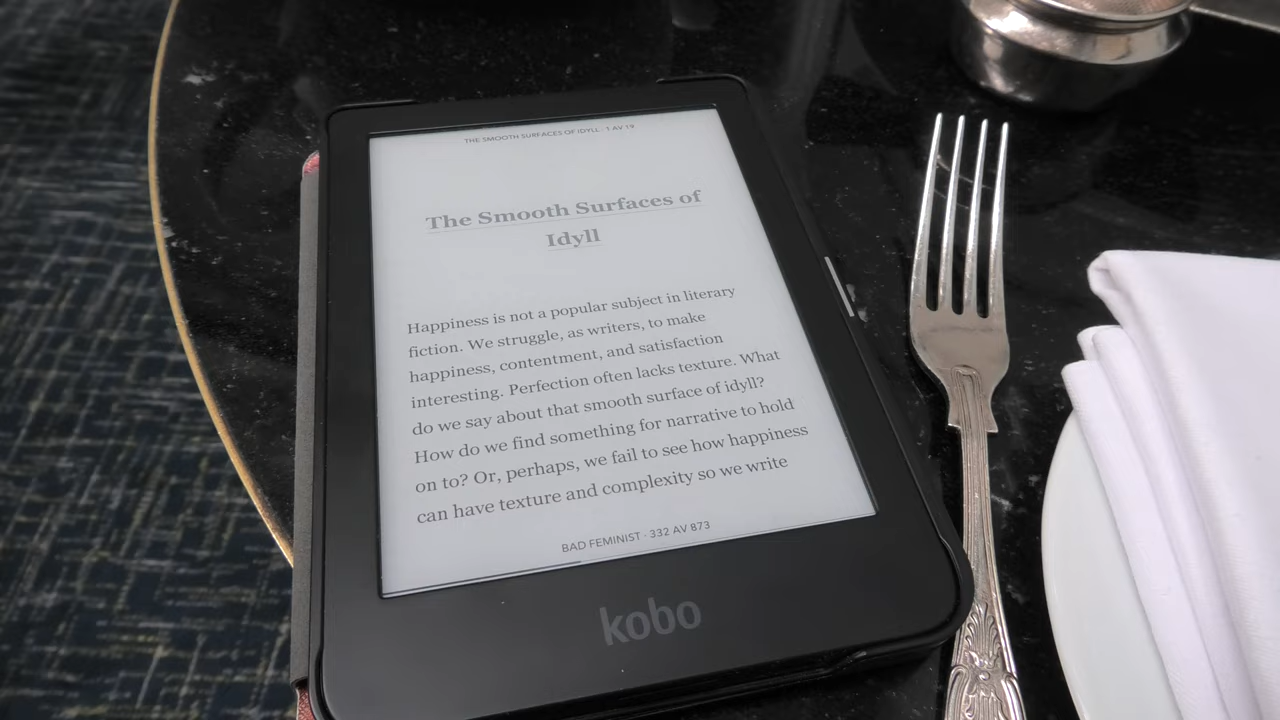 THE SMOOTH SURFACES OF IDYLL · 1 AV 19
The Smooth Surfaces of
Idyll
Happiness is not a popular subject in literary
fiction. We struggle, as writers, to make
happiness, contentment, and satisfaction
interesting. Perfection often lacks texture. What
do we say about that smooth surface of idyll?
How do we find something for narrative to hold
on to? Or, perhaps, we fail to see how happiness
can have texture and complexity so we write
BAD FEMINIST · 332 AV 873
kobo